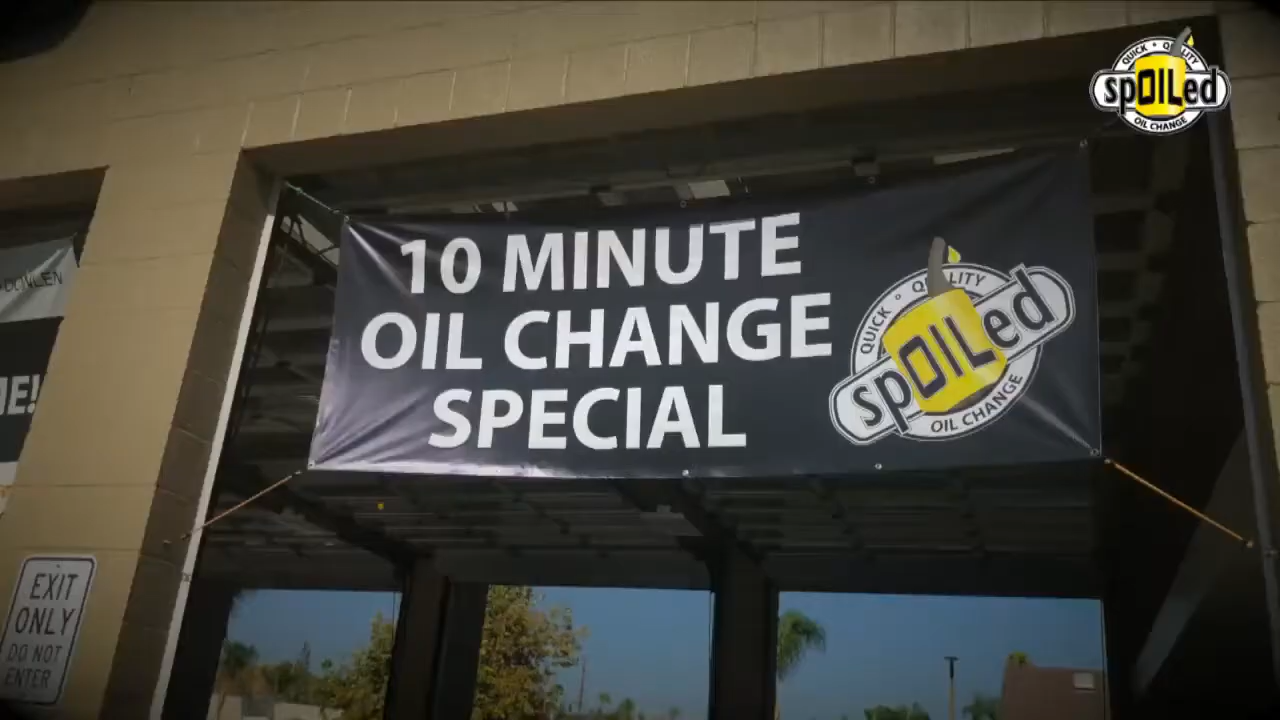 QUICK • QUALITY
spOILed
OIL CHANGE
10 MINUTE
OIL CHANGE
SPECIAL
QUICK • QUALITY
spOILed
OIL CHANGE
EXIT
ONLY
DO NOT
ENTER